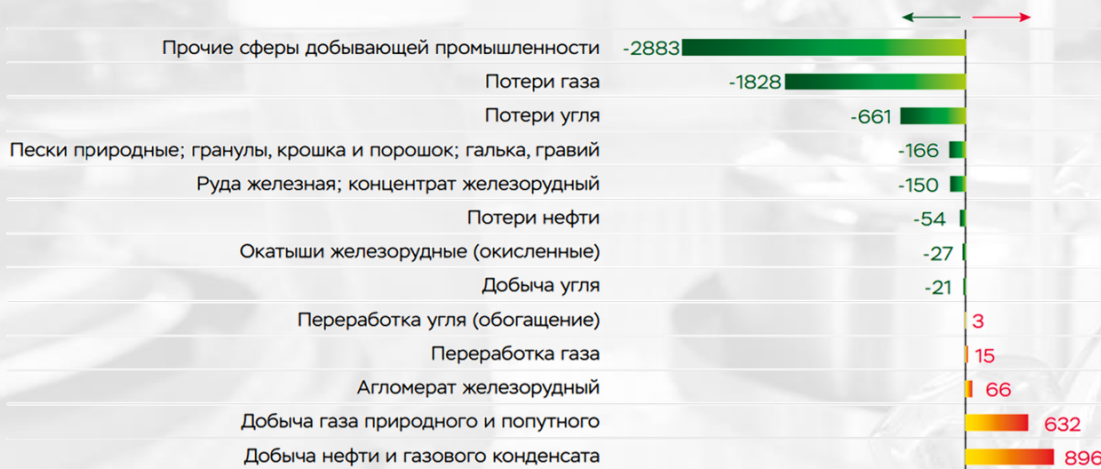 Прочие сферы добывающей промышленности -2883
Потери газа -1828
Потери угля -661
Пески природные; гранулы, крошка и порошок; галька, гравий -166
Руда железная; концентрат железорудный -150
Потери нефти -54
Окатыши железорудные (окисленные) -27
Добыча угля -21
Переработка угля (обогащение) 3
Переработка газа 15
Агломерат железорудный 66
Добыча газа природного и попутного 632
Добыча нефти и газового конденсата 896